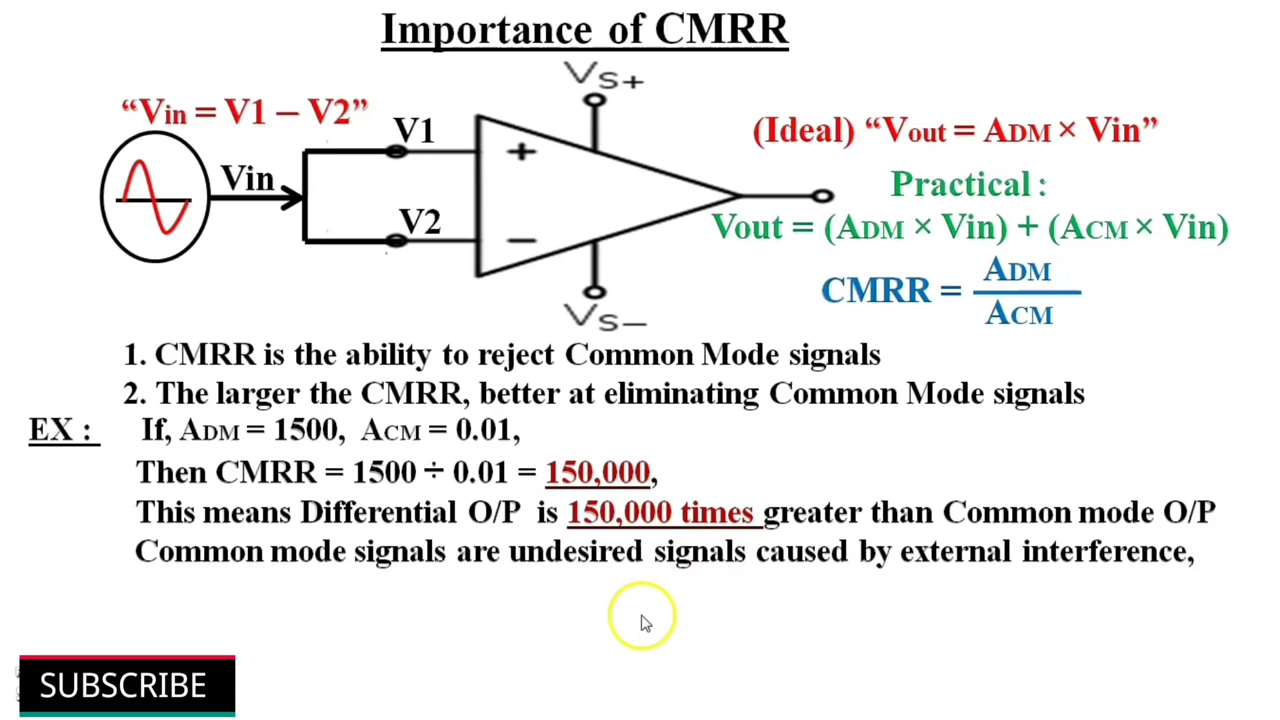 Importance of CMRR
VS+
“Vin = V1 – V2”
V1
(Ideal) “Vout = ADM × Vin”
Vin
+
Practical :
V2
–
Vout = (ADM × Vin) + (ACM × Vin)
CMRR = ADM
ACM
VS–
1. CMRR is the ability to reject Common Mode signals
2. The larger the CMRR, better at eliminating Common Mode signals
EX : If, ADM = 1500, ACM = 0.01,
Then CMRR = 1500 ÷ 0.01 = 150,000,
This means Differential O/P is 150,000 times greater than Common mode O/P
Common mode signals are undesired signals caused by external interference,
SUBSCRIBE